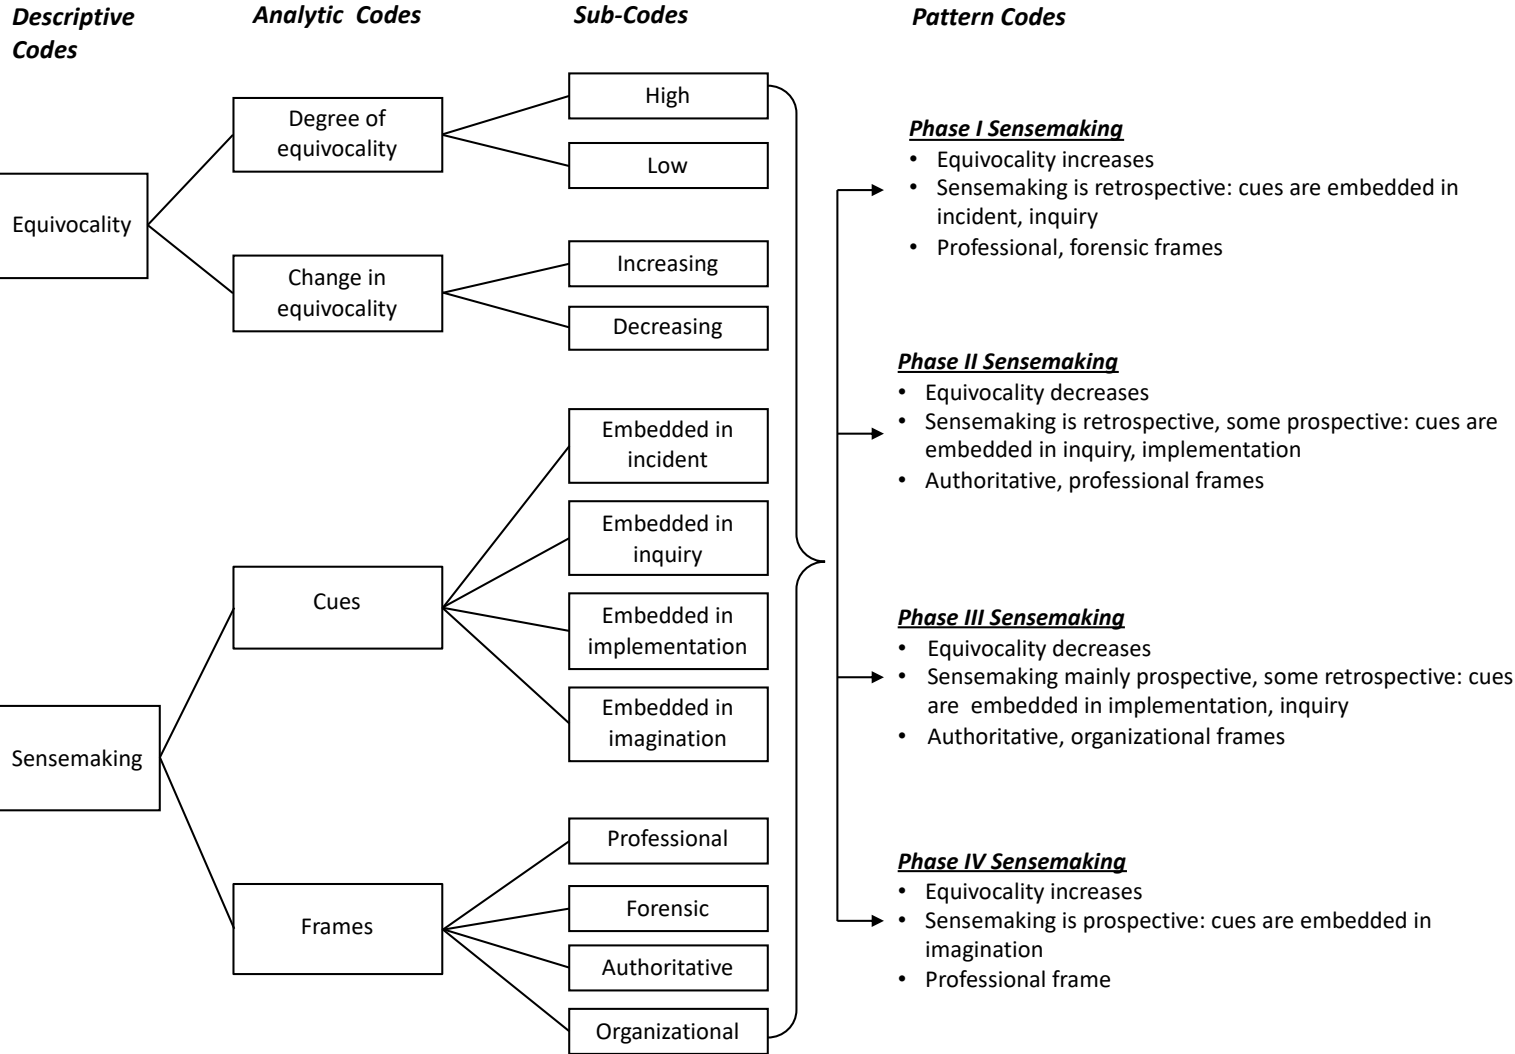 Descriptive
Codes
Analytic  Codes
Sub-Codes
Pattern Codes
Equivocality
Degree of
equivocality
High
Low
Change in
equivocality
Increasing
Decreasing
Sensemaking
Cues
Embedded in
incident
Embedded in
inquiry
Embedded in
implementation
Embedded in
imagination
Frames
Professional
Forensic
Authoritative
Organizational
Phase I Sensemaking
• Equivocality increases
• Sensemaking is retrospective: cues are embedded in
incident, inquiry
• Professional, forensic frames
Phase II Sensemaking
• Equivocality decreases
• Sensemaking is retrospective, some prospective: cues are
embedded in inquiry, implementation
• Authoritative, professional frames
Phase III Sensemaking
• Equivocality decreases
• Sensemaking mainly prospective, some retrospective: cues
are  embedded in implementation, inquiry
• Authoritative, organizational frames
Phase IV Sensemaking
• Equivocality increases
• Sensemaking is prospective: cues are embedded in
imagination
• Professional frame